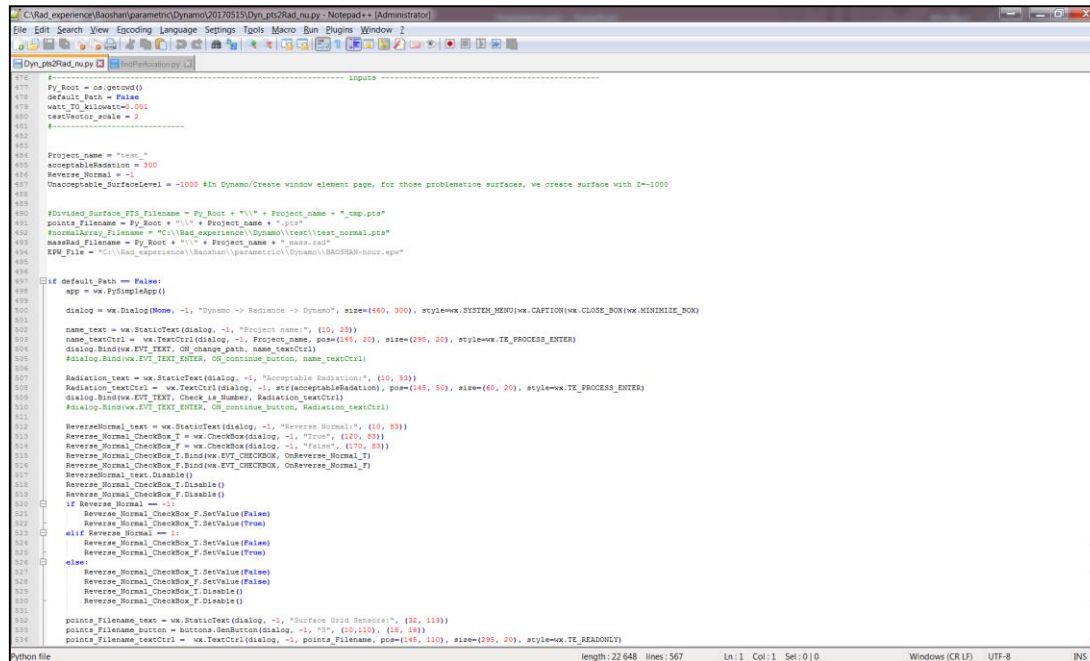 C:\Rad_experience\Baoshan\parametric\Dynamo\20170515\Dyn_pts2Rad_nu.py - Notepad++ [Administrator]
File Edit Search View Encoding Language Settings Tools Macro Run Plugins Window ?
Dyn_pts2Rad_nu.py findPerforation.py
476 #---------------------------------------------------------------------- inputs ----------------------------------------------------
477 Py_Root = os.getcwd()
478 default_Path = False
479 watt_TO_kilowatt=0.001
480 testVector_scale = 2
481 #----------------------------
482
483
484 Project_name = "test_"
485 acceptableRadation = 300
486 Reverse_Normal = -1
487 Unacceptable_SurfaceLevel = -1000 #In Dynamo/Create window element page, for those problematice surfaces, we create surface with Z=-1000
488
489
490 #Divided_Surface_PTS_Filename = Py_Root + "\\" + Project_name + "_tmp.pts"
491 points_Filename = Py_Root + "\\" + Project_name + ".pts"
492 #normalArray_Filename = "C:\\Rad_experience\\Dynamo\\test\\test_normal.pts"
493 massRad_Filename = Py_Root + "\\" + Project_name + "_mass.rad"
494 EPW_File = "C:\\Rad_experience\\Baoshan\\parametric\\Dynamo\\BAOSHAN-hour.epw"
495
496
497 if default_Path == False:
498 app = wx.PySimpleApp()
499
500 dialog = wx.Dialog(None, -1, "Dynamo -> Radiance -> Dynamo", size=(460, 300), style=wx.SYSTEM_MENU|wx.CAPTION|wx.CLOSE_BOX|wx.MINIMIZE_BOX)
501
502 name_text = wx.StaticText(dialog, -1, "Project name:", (10, 23))
503 name_textCtrl = wx.TextCtrl(dialog, -1, Project_name, pos=(145, 20), size=(295, 20), style=wx.TE_PROCESS_ENTER)
504 dialog.Bind(wx.EVT_TEXT, ON_change_path, name_textCtrl)
505 #dialog.Bind(wx.EVT_TEXT_ENTER, ON_continue_button, name_textCtrl)
506
507 Radiation_text = wx.StaticText(dialog, -1, "Acceptable Radiation:", (10, 53))
508 Radiation_textCtrl = wx.TextCtrl(dialog, -1, str(acceptableRadation), pos=(145, 50), size=(60, 20), style=wx.TE_PROCESS_ENTER)
509 dialog.Bind(wx.EVT_TEXT, Check_is_Number, Radiation_textCtrl)
510 #dialog.Bind(wx.EVT_TEXT_ENTER, ON_continue_button, Radiation_textCtrl)
511
512 ReverseNormal_text = wx.StaticText(dialog, -1, "Reverse Normal:", (10, 83))
513 Reverse_Normal_CheckBox_T = wx.CheckBox(dialog, -1, "True", (120, 83))
514 Reverse_Normal_CheckBox_F = wx.CheckBox(dialog, -1, "False", (170, 83))
515 Reverse_Normal_CheckBox_T.Bind(wx.EVT_CHECKBOX, OnReverse_Normal_T)
516 Reverse_Normal_CheckBox_F.Bind(wx.EVT_CHECKBOX, OnReverse_Normal_F)
517 ReverseNormal_text.Disable()
518 Reverse_Normal_CheckBox_T.Disable()
519 Reverse_Normal_CheckBox_F.Disable()
520 if Reverse_Normal == -1:
521 Reverse_Normal_CheckBox_F.SetValue(False)
522 Reverse_Normal_CheckBox_T.SetValue(True)
523 elif Reverse_Normal == 1:
524 Reverse_Normal_CheckBox_T.SetValue(False)
525 Reverse_Normal_CheckBox_F.SetValue(True)
526 else:
527 Reverse_Normal_CheckBox_T.SetValue(False)
528 Reverse_Normal_CheckBox_F.SetValue(False)
529 Reverse_Normal_CheckBox_T.Disable()
530 Reverse_Normal_CheckBox_F.Disable()
531
532 points_Filename_text = wx.StaticText(dialog, -1, "Surface Grid Sensors:", (32, 113))
533 points_Filename_button = buttons.GenButton(dialog, -1, "S", (10,110), (18, 18))
534 points_Filename_textCtrl = wx.TextCtrl(dialog, -1, points_Filename, pos=(145, 110), size=(295, 20), style=wx.TE_READONLY)
Python file length : 22 648 lines : 567 Ln : 1 Col : 1 Sel : 0 | 0 Windows (CR LF) UTF-8 INS